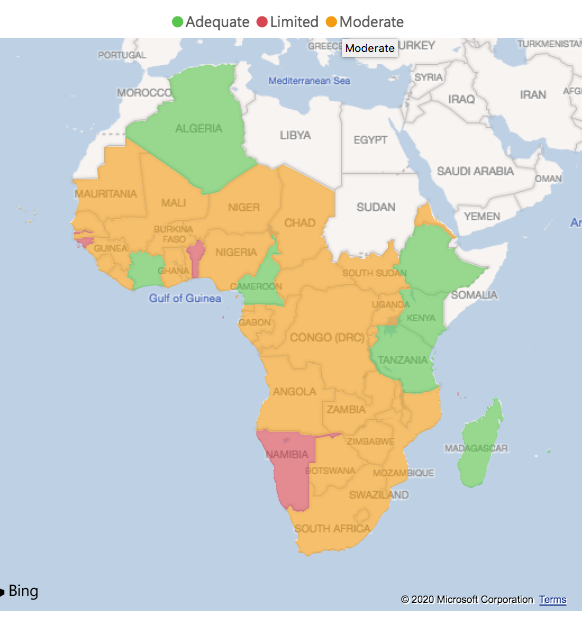 Adequate Limited Moderate
PORTUGAL
GREECE
URKEY
TURKMENISTAN
Moderate
Mediterranean Sea
SYRIA
MOROCCO
IRAQ
IRAN
AFG
ALGERIA
LIBYA
EGYPT
SAUDI ARABIA
OMAN
MAURITANIA
MALI
NIGER
CHAD
SUDAN
YEMEN
Ar
BURKINA
FASO
GUINEA
NIGERIA
GHANA
SOUTH SUDAN
CAMEROON
Gulf of Guinea
SOMALIA
UGANDA
KENYA
GABON
CONGO (DRC)
TANZANIA
ANGOLA
ZAMBIA
ZIMBABWE
MADAGASCAR
NAMIBIA
BOTSWANA
MOZAMBIQUE
SWAZILAND
SOUTH AFRICA
Bing
© 2020 Microsoft Corporation Terms